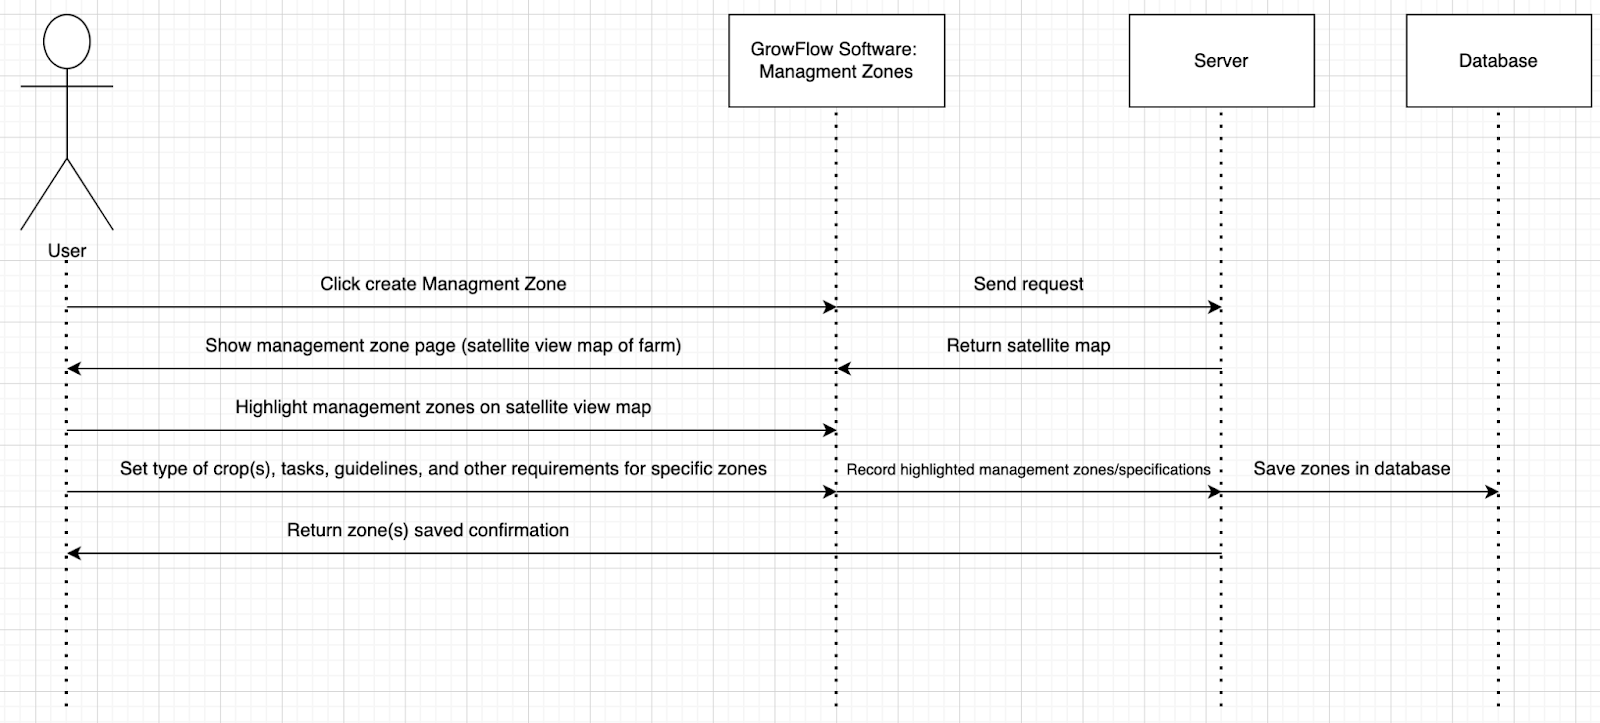 GrowFlow Software:
Managment Zones
Server
Database
User
Click create Managment Zone
Send request
Show management zone page (satellite view map of farm)
Return satellite map
Highlight management zones on satellite view map
Set type of crop(s), tasks, guidelines, and other requirements for specific zones
Record highlighted management zones/specifications
Save zones in database
Return zone(s) saved confirmation